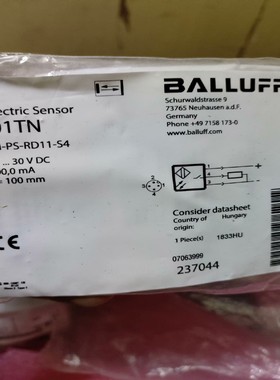 ectric Sensor
01TN
-PS-RD11-S4
... 30 V DC
00,0 mA
= 100 mm
BALLUFF
Schurwaldstrasse 9
73765 Neuhausen a.d.F.
Germany
Phone +49 7158 173-0
www.balluff.com
Consider datasheet
Country of origin: Hungary
1 Piece(s) 1833HU
07063999
237044
CE